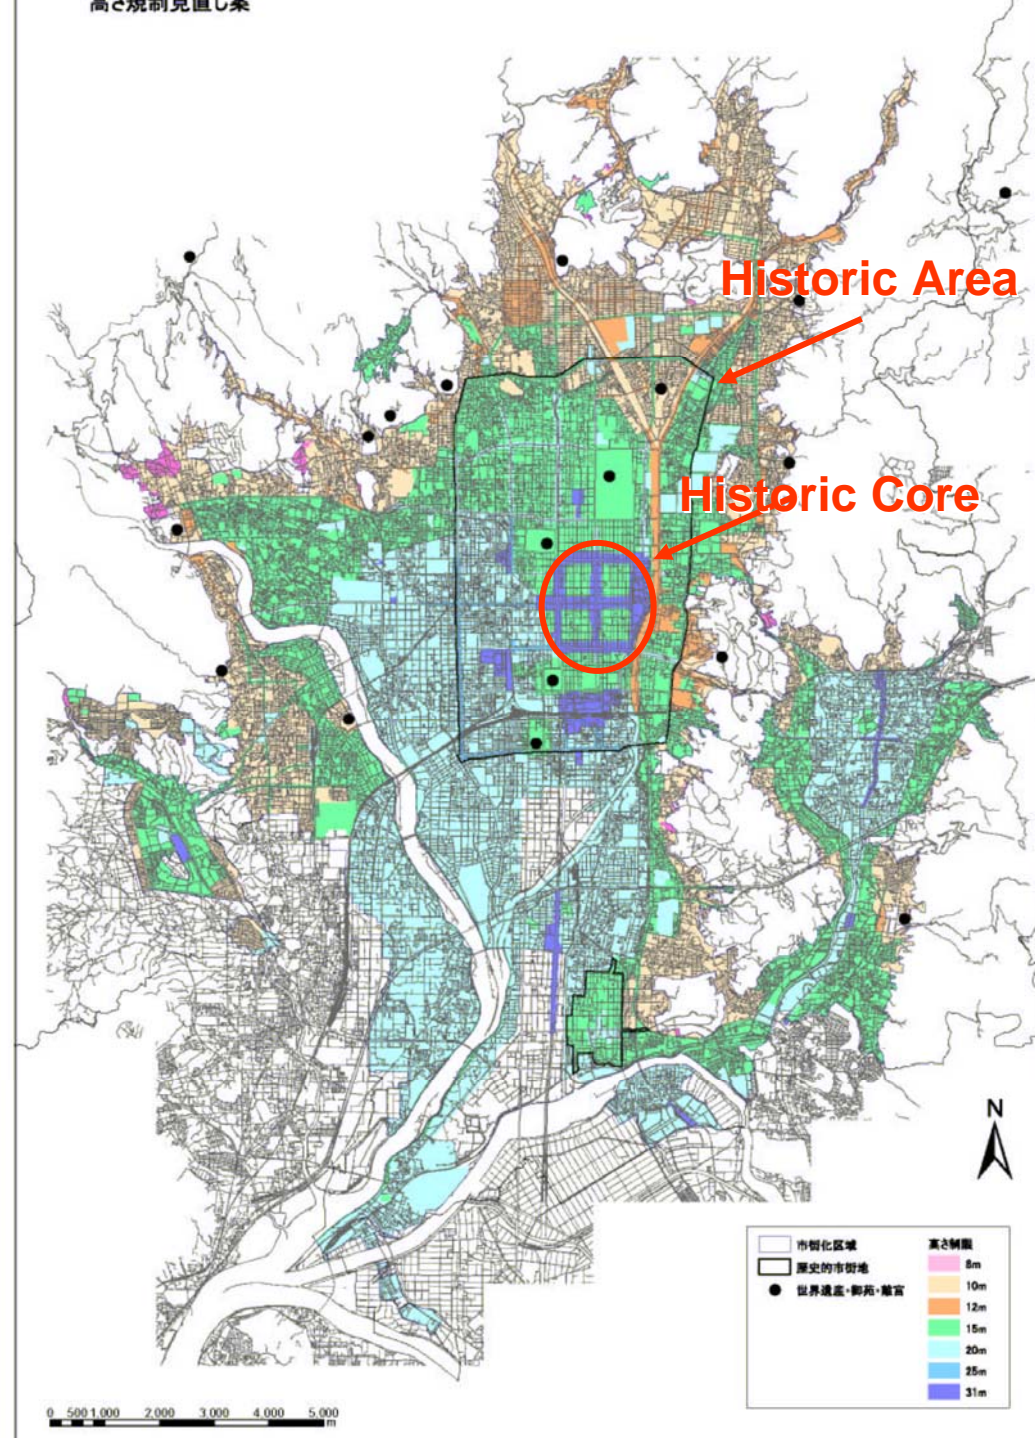 高さ規制見直し案
Historic Area
Historic Core
N
市街化区域
歴史的市街地
世界遺産・御苑・離宮
高さ制限
8m
10m
12m
15m
20m
25m
31m
0 500 1,000 2,000 3,000 4,000 5,000
m